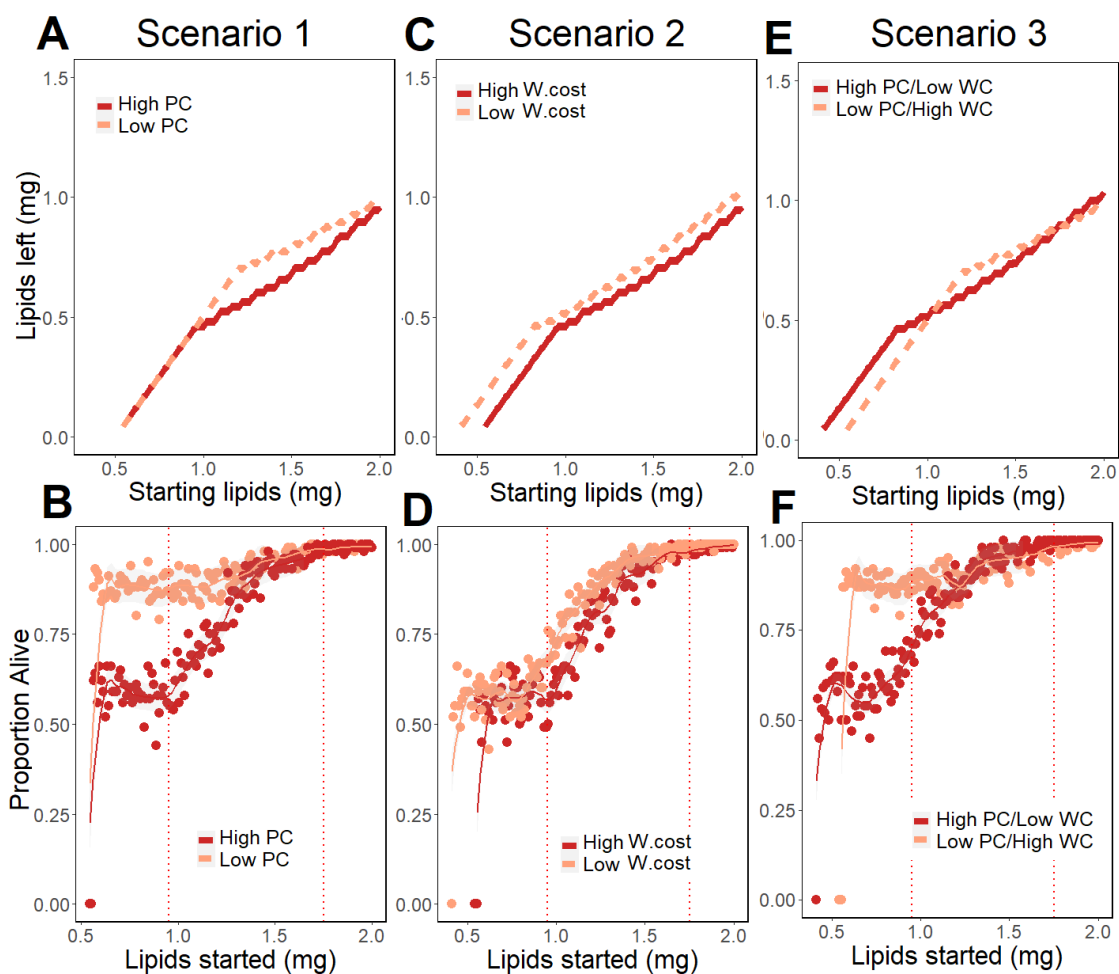 A Scenario 1
C Scenario 2
E Scenario 3
Lipids left (mg)
1.5
1.0
0.5
0.0
High PC
Low PC
0.5 1.0 1.5 2.0
Starting lipids (mg)
1.5
1.0
0.5
0.0
High W.cost
Low W.cost
0.5 1.0 1.5 2.0
Starting lipids (mg)
1.5
1.0
0.5
0.0
High PC/Low WC
Low PC/High WC
0.5 1.0 1.5 2.0
Starting lipids (mg)
B
Proportion Alive
1.00
0.75
0.50
0.25
0.00
High PC
Low PC
0.5 1.0 1.5 2.0
Lipids started (mg)
D
1.00
0.75
0.50
0.25
0.00
High W.cost
Low W.cost
0.5 1.0 1.5 2.0
Lipids started (mg)
F
1.00
0.75
0.50
0.25
0.00
High PC/Low WC
Low PC/High WC
0.5 1.0 1.5 2.0
Lipids started (mg)